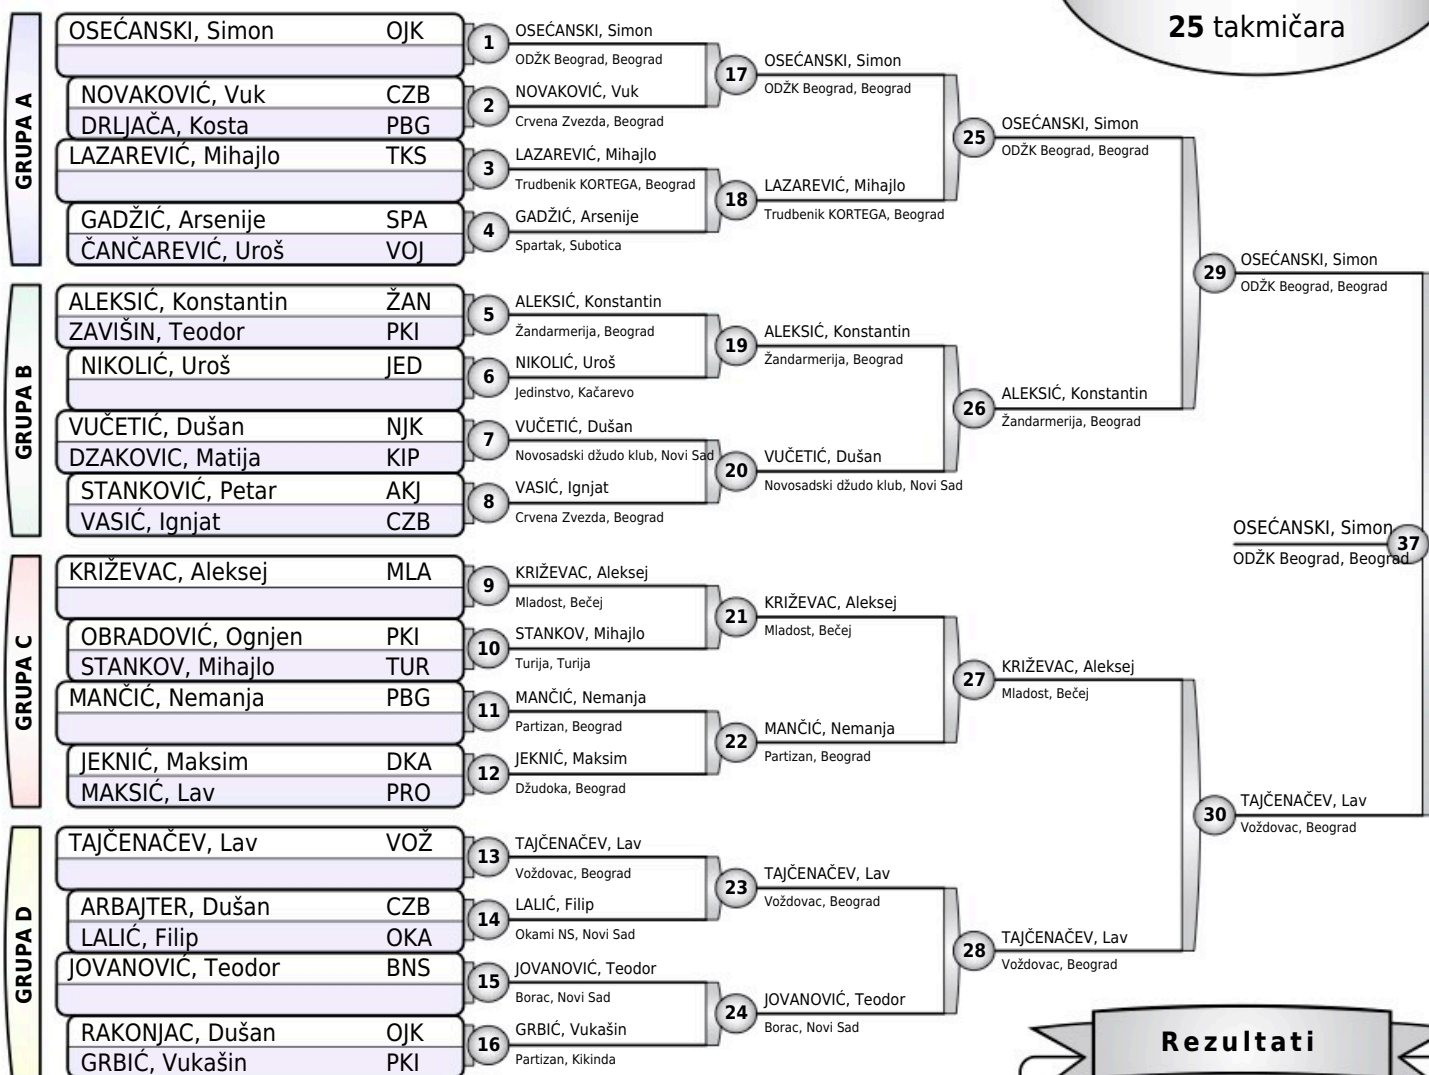 25 takmičara
GRUPA A
OSEĆANSKI, Simon OJK
NOVAKOVIĆ, Vuk CZB
DRLJAČA, Kosta PBG
LAZAREVIĆ, Mihajlo TKS
GADŽIĆ, Arsenije SPA
ČANČAREVIĆ, Uroš VOJ
GRUPA B
ALEKSIĆ, Konstantin ŽAN
ZAVIŠIN, Teodor PKI
NIKOLIĆ, Uroš JED
VUČETIĆ, Dušan NJK
DZAKOVIC, Matija KIP
STANKOVIĆ, Petar AKJ
VASIĆ, Ignjat CZB
GRUPA C
KRIŽEVAC, Aleksej MLA
OBRADOVIĆ, Ognjen PKI
STANKOV, Mihajlo TUR
MANČIĆ, Nemanja PBG
JEKNIĆ, Maksim DKA
MAKSIĆ, Lav PRO
GRUPA D
TAJČENAČEV, Lav VOŽ
ARBAJTER, Dušan CZB
LALIĆ, Filip OKA
JOVANOVIĆ, Teodor BNS
RAKONJAC, Dušan OJK
GRBIĆ, Vukašin PKI
1
OSEĆANSKI, Simon
ODŽK Beograd, Beograd
2
NOVAKOVIĆ, Vuk
Crvena Zvezda, Beograd
3
LAZAREVIĆ, Mihajlo
Trudbenik KORTEGA, Beograd
4
GADŽIĆ, Arsenije
Spartak, Subotica
5
ALEKSIĆ, Konstantin
Žandarmerija, Beograd
6
NIKOLIĆ, Uroš
Jedinstvo, Kačarevo
7
VUČETIĆ, Dušan
Novosadski džudo klub, Novi Sad
8
VASIĆ, Ignjat
Crvena Zvezda, Beograd
9
KRIŽEVAC, Aleksej
Mladost, Bečej
10
STANKOV, Mihajlo
Turija, Turija
11
MANČIĆ, Nemanja
Partizan, Beograd
12
JEKNIĆ, Maksim
Džudoka, Beograd
13
TAJČENAČEV, Lav
Voždovac, Beograd
14
LALIĆ, Filip
Okami NS, Novi Sad
15
JOVANOVIĆ, Teodor
Borac, Novi Sad
16
GRBIĆ, Vukašin
Partizan, Kikinda
17
OSEĆANSKI, Simon
ODŽK Beograd, Beograd
18
LAZAREVIĆ, Mihajlo
Trudbenik KORTEGA, Beograd
19
ALEKSIĆ, Konstantin
Žandarmerija, Beograd
20
VUČETIĆ, Dušan
Novosadski džudo klub, Novi Sad
21
KRIŽEVAC, Aleksej
Mladost, Bečej
22
MANČIĆ, Nemanja
Partizan, Beograd
23
TAJČENAČEV, Lav
Voždovac, Beograd
24
JOVANOVIĆ, Teodor
Borac, Novi Sad
25
OSEĆANSKI, Simon
ODŽK Beograd, Beograd
26
ALEKSIĆ, Konstantin
Žandarmerija, Beograd
27
KRIŽEVAC, Aleksej
Mladost, Bečej
28
TAJČENAČEV, Lav
Voždovac, Beograd
29
OSEĆANSKI, Simon
ODŽK Beograd, Beograd
30
TAJČENAČEV, Lav
Voždovac, Beograd
OSEĆANSKI, Simon
37
ODŽK Beograd, Beograd
Rezultati